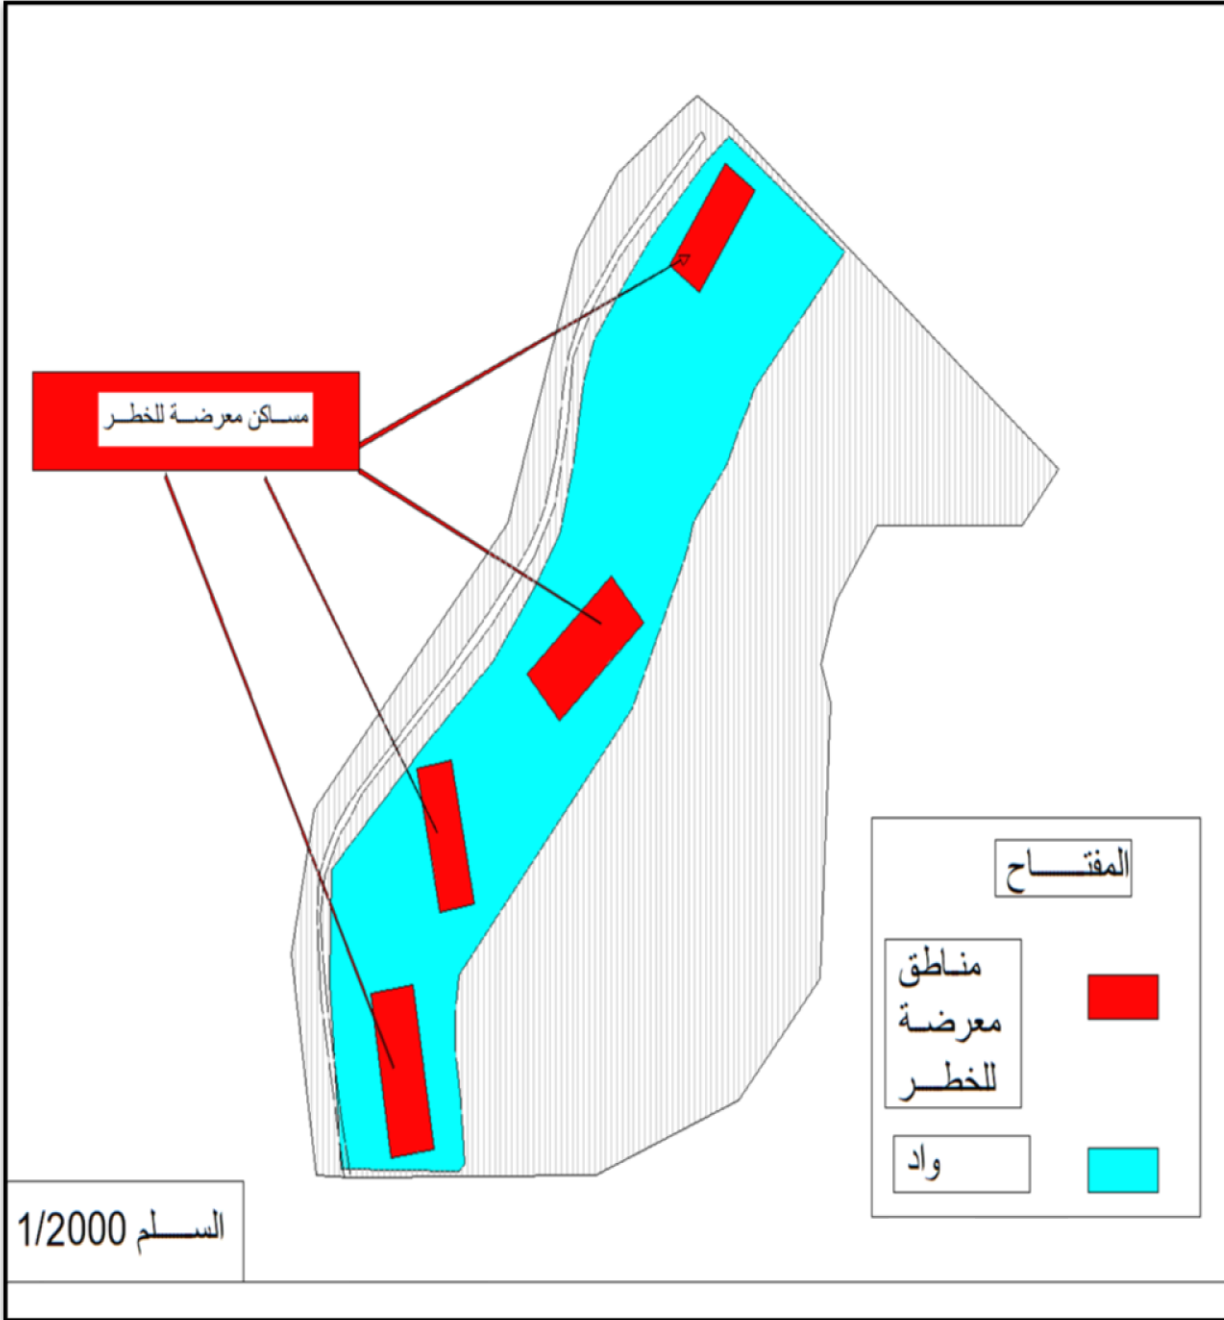 مساكن معرضة للخطر
المفتاح
مناطق
معرضة
للخطر
واد
السلم 1/2000